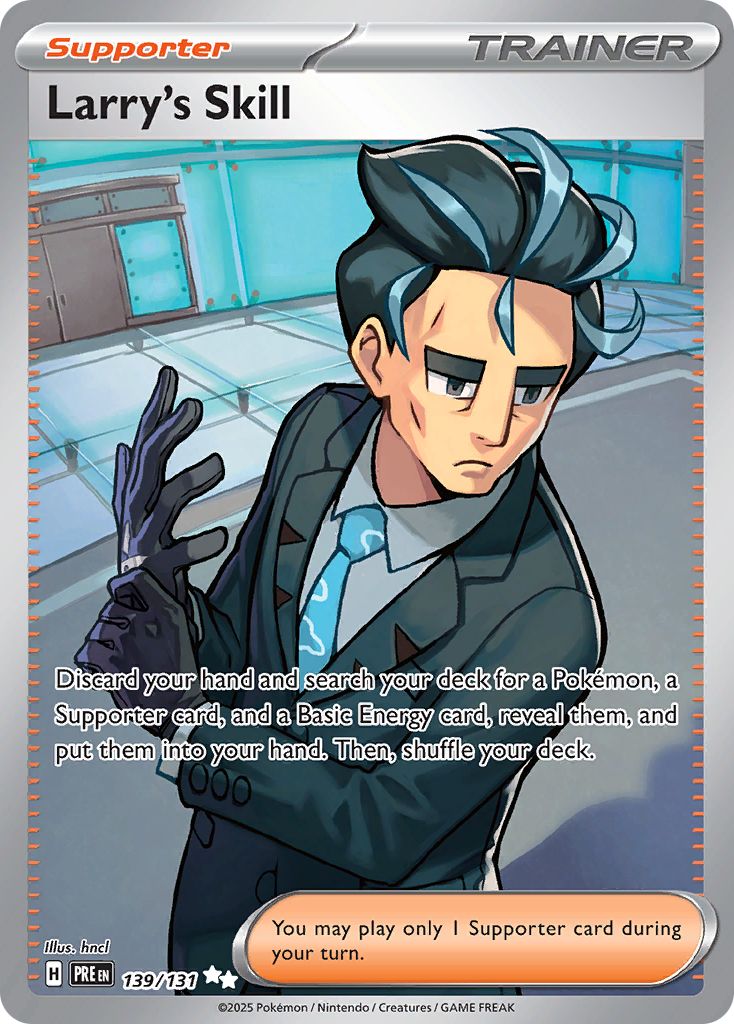 Supporter
TRAINER
Larry's Skill
Discard your hand and search your deck for a Pokémon, a
Supporter card, and a Basic Energy card, reveal them, and
put them into your hand. Then, shuffle your deck.
You may play only 1 Supporter card during
your turn.
Illus. hncl
H PRE EN 139/131
©2025 Pokémon / Nintendo / Creatures / GAME FREAK